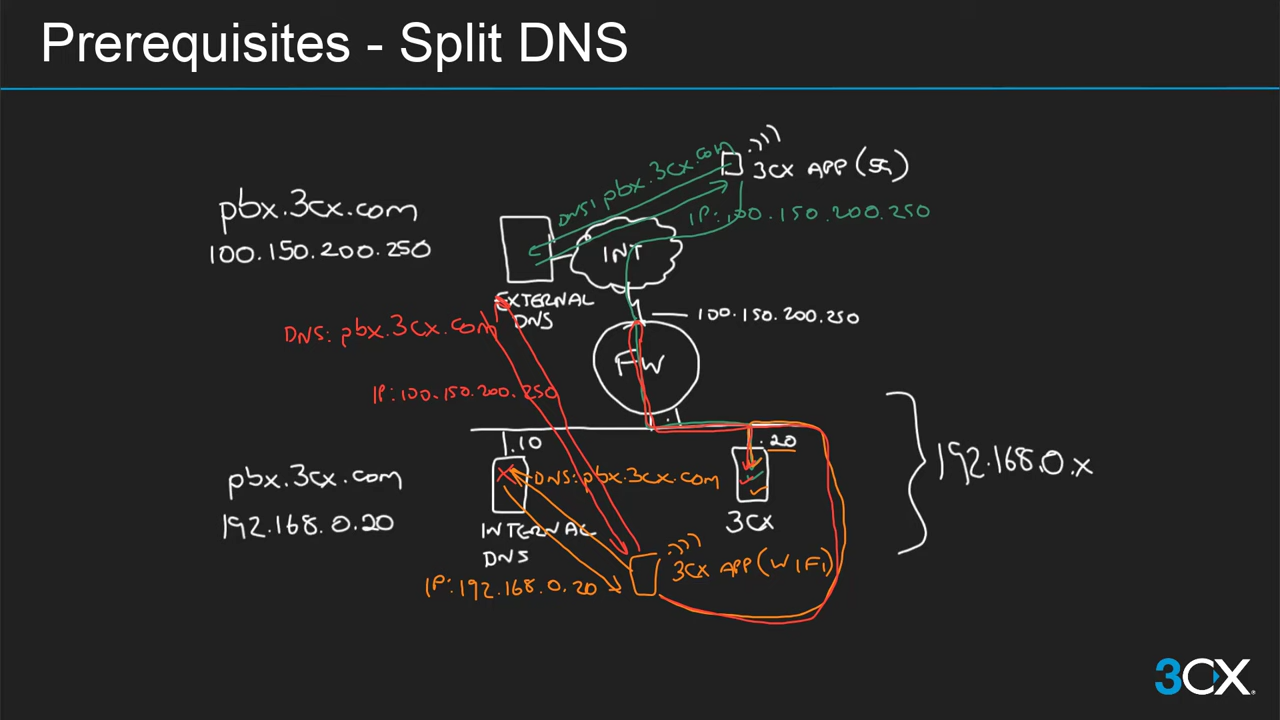 Prerequisites - Split DNS
3CX APP (5G)
DNS: pbx.3cx.com
IP:100.150.200.250
pbx.3cx.com
100.150.200.250
INT
EXTERNAL
DNS
100.150.200.250
DNS: pbx.3cx.com
FW
IP:100.150.200.250
.1
.10
.20
192.168.0.x
pbx.3cx.com
192.168.0.20
DNS:pbx.3cx.com
INTERNAL
DNS
3CX
3CX APP (WIFI)
IP:192.168.0.20
3CX